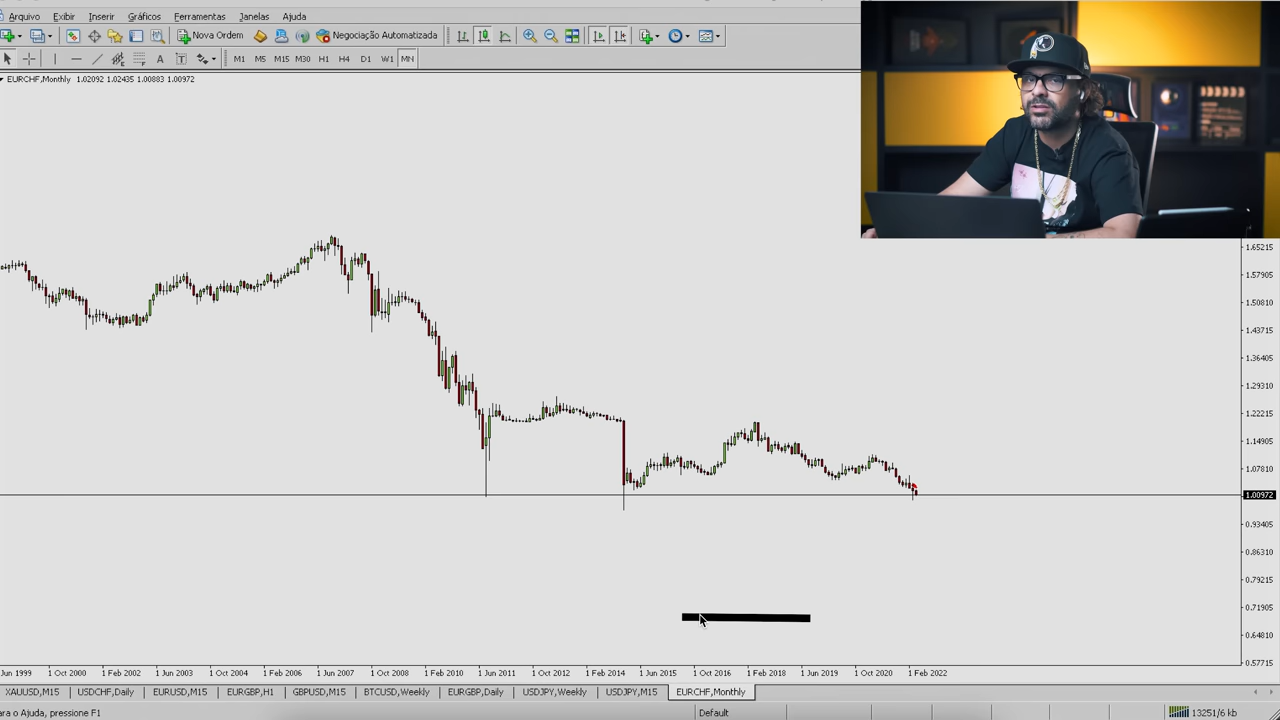 Arquivo Exibir Inserir Gráficos Ferramentas Janelas Ajuda
Nova Ordem Negociação Automatizada
A T M1 M5 M15 M30 H1 H4 D1 W1 MN
EURCHF,Monthly 1.02092 1.02435 1.00883 1.00972
1.65215
1.57905
1.50810
1.43715
1.36405
1.29310
1.22215
1.14905
1.07810
1.00972
0.93405
0.86310
0.79215
0.71905
0.64810
0.57715
Jun 1999 1 Oct 2000 1 Feb 2002 1 Jun 2003 1 Oct 2004 1 Feb 2006 1 Jun 2007 1 Oct 2008 1 Feb 2010 1 Jun 2011 1 Oct 2012 1 Feb 2014 1 Jun 2015 1 Oct 2016 1 Feb 2018 1 Jun 2019 1 Oct 2020 1 Feb 2022
XAUUSD,M15 USDCHF,Daily EURUSD,M15 EURGBP,H1 GBPUSD,M15 BTCUSD,Weekly EURGBP,Daily USDJPY,Weekly USDJPY,M15 EURCHF,Monthly
ara o Ajuda, pressione F1 Default 13251/6 kb